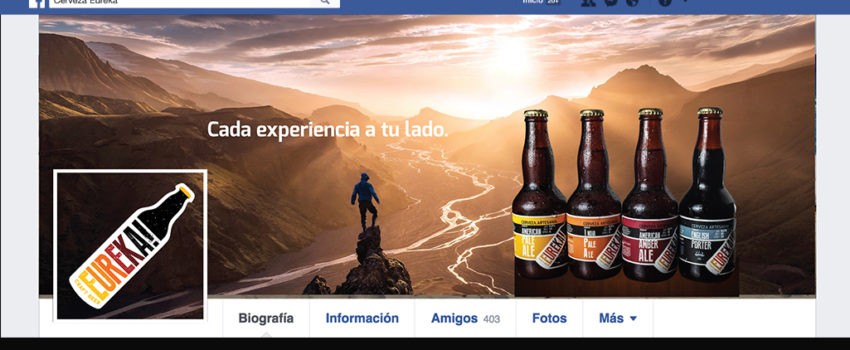 f
Cerveza Eureka
Inicio 20+
Cada experiencia a tu lado.
EUREKA!!
CRAFT BEER
CERVEZA ARTESANAL
AMERICAN
PALE
ALE
EUREKA!
CERVEZA ARTESANAL
INDIA
PALE
ALE
EUREKA!
CERVEZA ARTESANAL
AMERICAN
AMBER
ALE
EUREKA!
CERVEZA ARTESANAL
ENGLISH
PORTER
EUREKA!
Biografía
Información
Amigos 403
Fotos
Más